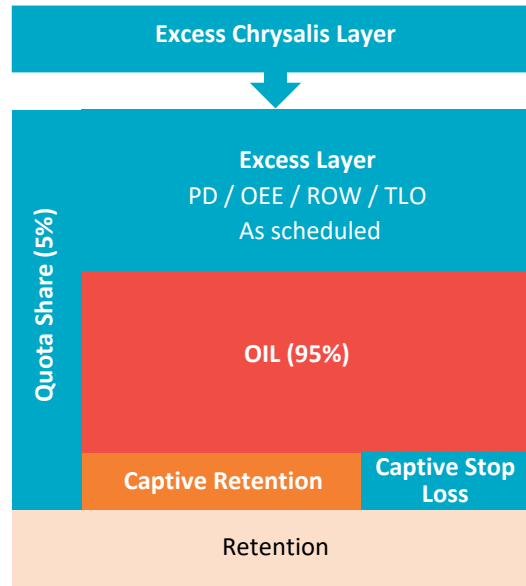 Excess Chrysalis Layer
Excess Layer
PD / OEE / ROW / TLO
As scheduled
Quota Share (5%)
OIL (95%)
Captive Retention
Captive Stop
Loss
Retention